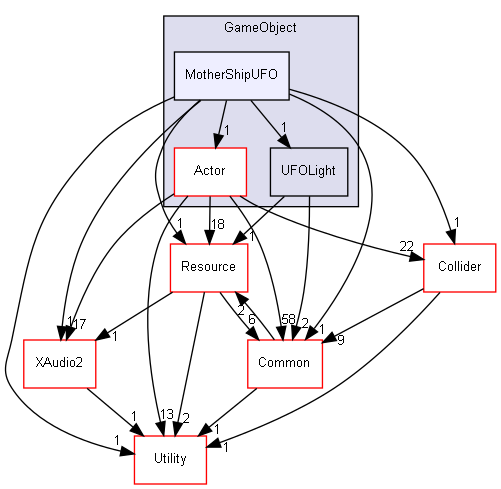 GameObject
MotherShipUFO
1
1
Actor
UFOLight
1
18
1
22
1
Resource
Collider
1
17
1
2
6
58
2
1
9
XAudio2
Common
1
13
2
1
1
1
Utility